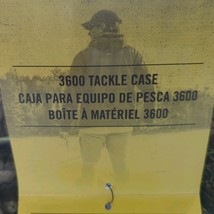 3600 TACKLE CASE
CAJA PARA EQUIPO DE PESCA 3600
BOÎTE À MATÉRIEL 3600